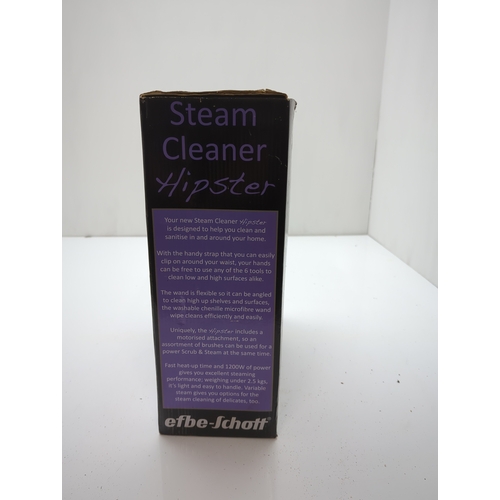 Steam
Cleaner
Hipster
Your new Steam Cleaner Hipster
is designed to help you clean and
sanitise in and around your home.
With the handy strap that you can easily
clip on around your waist, your hands
can be free to use any of the 6 tools to
clean low and high surfaces alike.
The wand is flexible so it can be angled
to clean high up shelves and surfaces,
the washable chenille microfibre wand
wipe cleans efficiently and easily.
Uniquely, the Hipster includes a
motorised attachment, so an
assortment of brushes can be used for a
power Scrub & Steam at the same time.
Fast heat-up time and 1200W of power
gives you excellent steaming
performance; weighing under 2.5 kgs,
it's light and easy to handle. Variable
steam gives you options for the
steam cleaning of delicates, too.
efbe-Schott®